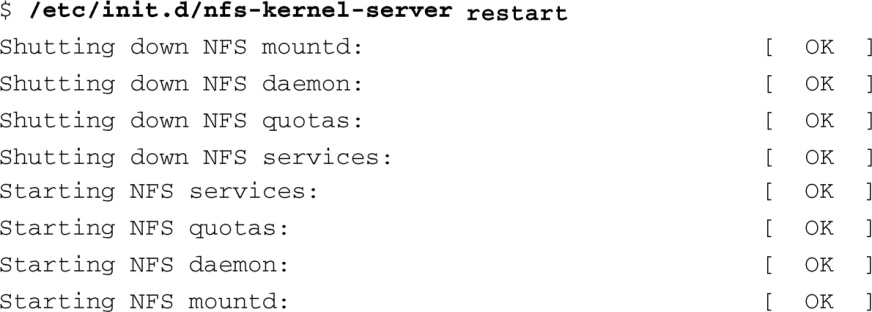 $ /etc/init.d/nfs-kernel-server restart
Shutting down NFS mountd: [ OK ]
Shutting down NFS daemon: [ OK ]
Shutting down NFS quotas: [ OK ]
Shutting down NFS services: [ OK ]
Starting NFS services: [ OK ]
Starting NFS quotas: [ OK ]
Starting NFS daemon: [ OK ]
Starting NFS mountd: [ OK ]